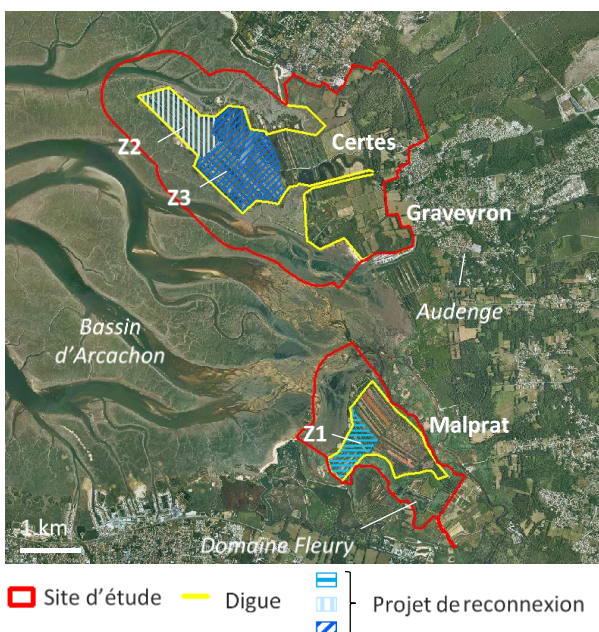 Certes
Z2
Z3
Graveyron
Audenge
Bassin
d'Arcachon
Malprat
Z1
1 km
Domaine Fleury
Site d'étude
Digue
Projet de reconnexion